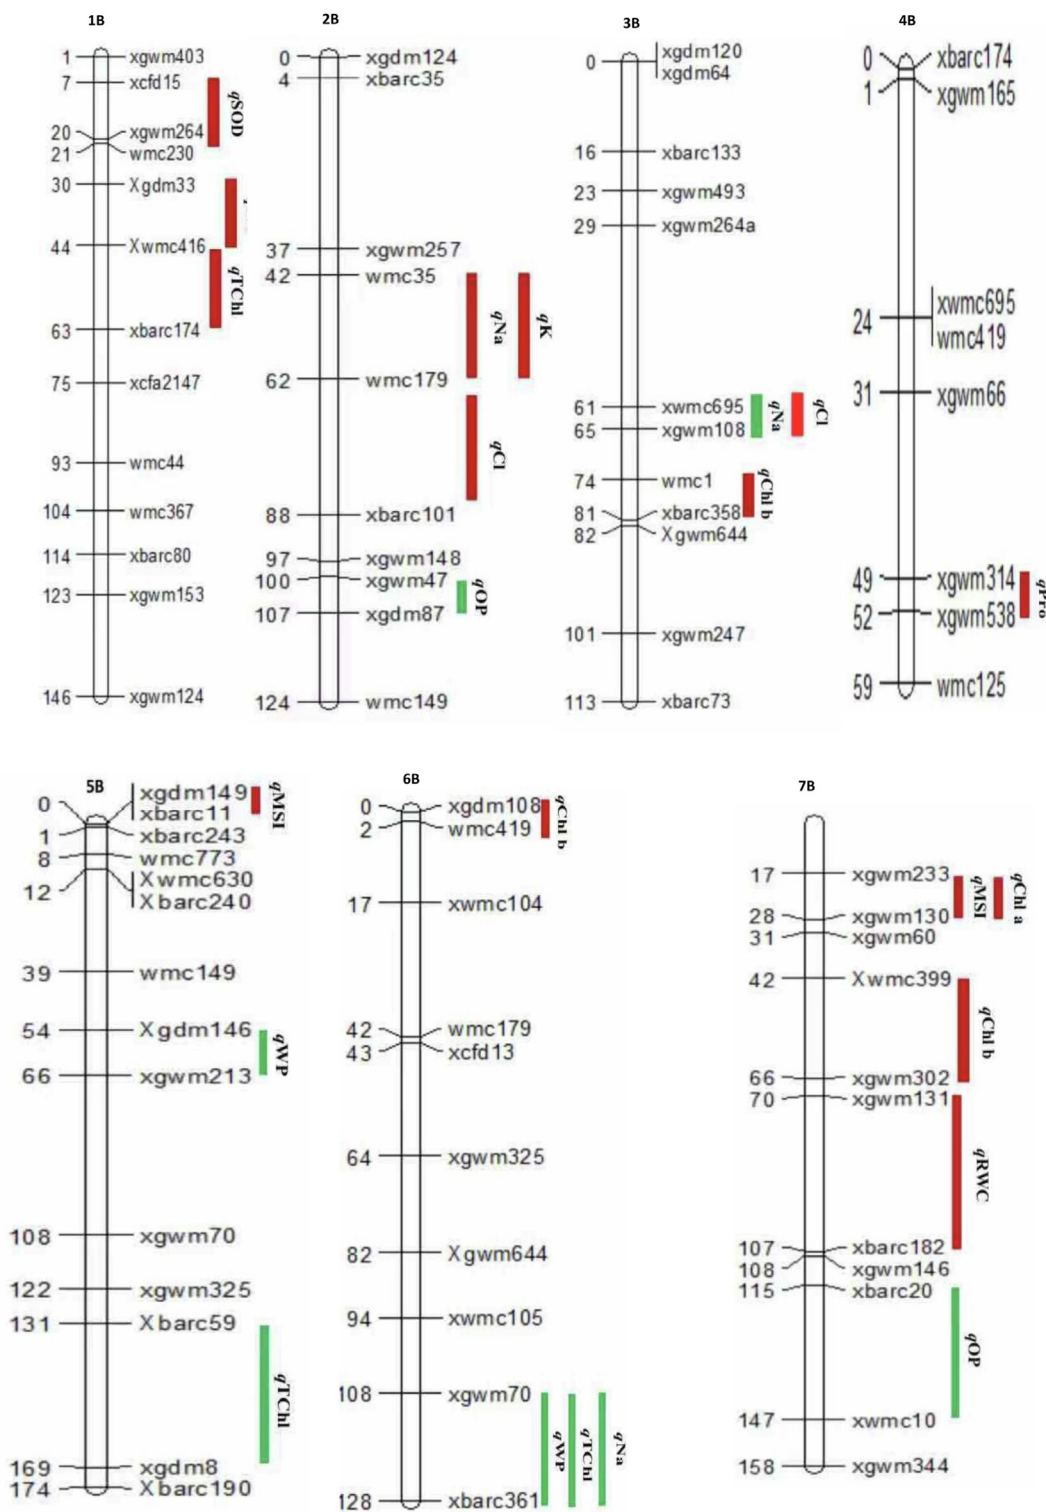 1B
1 xgwm403
7 xcfd15
20 xgwm264
21 wmc230
30 Xgdm33
44 Xwmc416
63 xbarc174
75 xcfa2147
93 wmc44
104 wmc367
114 xbarc80
123 xgwm153
146 xgwm124
qSOD
qTChl
2B
0 xgdm124
4 xbarc35
37 xgwm257
42 wmc35
62 wmc179
88 xbarc101
97 xgwm148
100 xgwm47
107 xgdm87
124 wmc149
qNa
qK
qCl
qOP
3B
0 xgdm120
xgdm64
16 xbarc133
23 xgwm493
29 xgwm264a
61 xwmc695
65 xgwm108
74 wmc1
81 xbarc358
82 Xgwm644
101 xgwm247
113 xbarc73
qNa
qCl
qChl b
4B
0 xbarc174
1 xgwm165
24 xwmc695
wmc419
31 xgwm66
49 xgwm314
52 xgwm538
59 wmc125
qPro
5B
0 xgdm149
xbarc11
1 xbarc243
8 wmc773
12 Xwmc630
Xbarc240
39 wmc149
54 Xgdm146
66 xgwm213
108 xgwm70
122 xgwm325
131 Xbarc59
169 xgdm8
174 Xbarc190
qMSI
qWP
qTChl
6B
0 xgdm108
2 wmc419
17 xwmc104
42 wmc179
43 xcfd13
64 xgwm325
82 Xgwm644
94 xwmc105
108 xgwm70
128 xbarc361
qChl b
qWP
qTChl
qNa
7B
17 xgwm233
28 xgwm130
31 xgwm60
42 Xwmc399
66 xgwm302
70 xgwm131
107 xbarc182
108 xgwm146
115 xbarc20
147 xwmc10
158 xgwm344
qMSI
qChl a
qChl b
qRWC
qOP